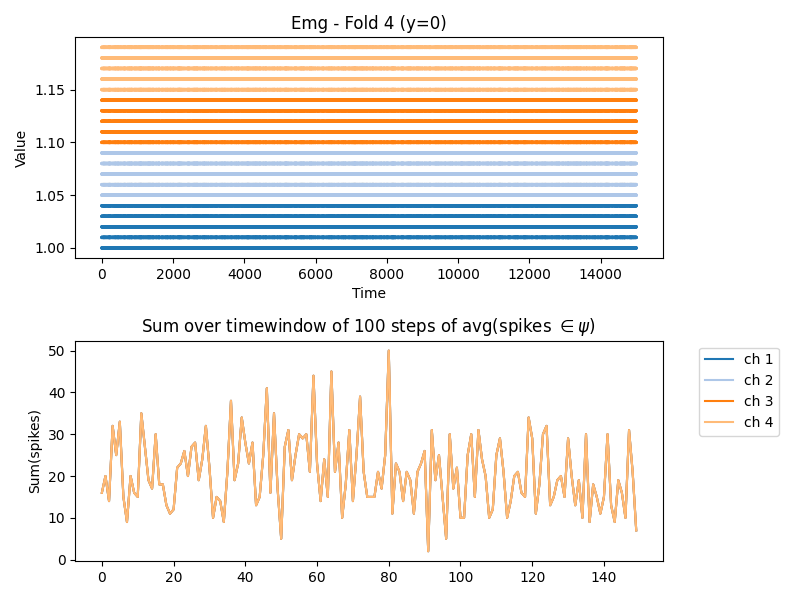 Emg - Fold 4 (y=0)
Value
1.15
1.10
1.05
1.00
0 2000 4000 6000 8000 10000 12000 14000
Time
Sum over timewindow of 100 steps of avg(spikes ∈ ψ)
Sum(spikes)
50
40
30
20
10
0
0 20 40 60 80 100 120 140
ch 1
ch 2
ch 3
ch 4